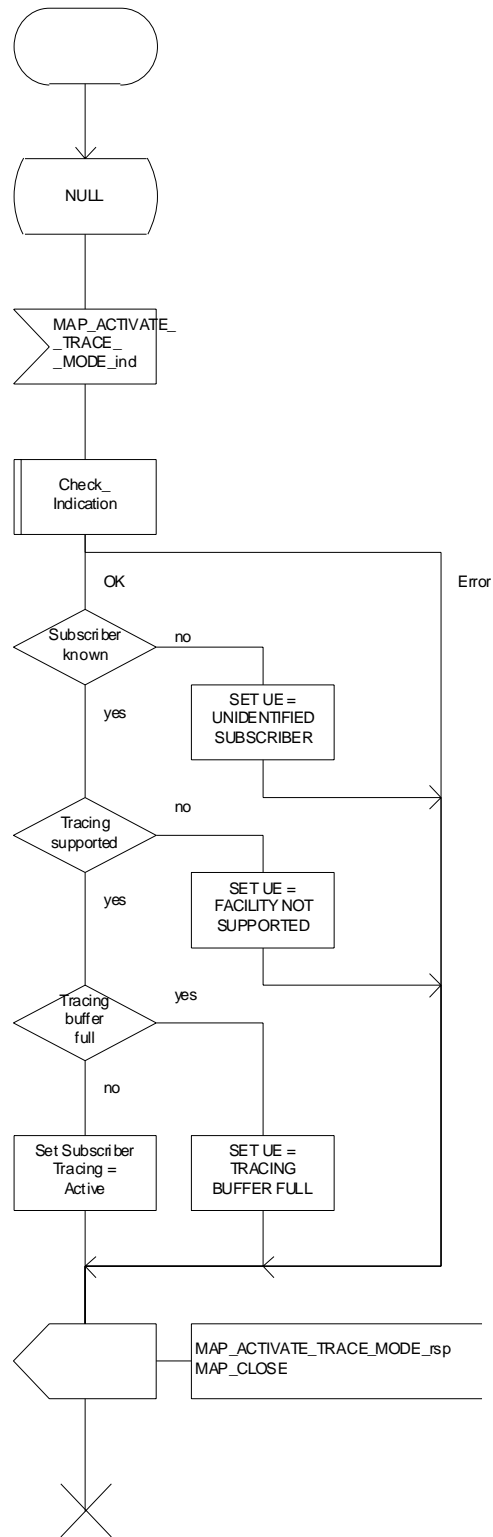 NULL
MAP_ACTIVATE_
_TRACE_
_MODE_ind
Check_
Indication
OK
Error
Subscriber
known
no
yes
SET UE =
UNIDENTIFIED
SUBSCRIBER
Tracing
supported
no
yes
SET UE =
FACILITY NOT
SUPPORTED
Tracing
buffer
full
yes
no
Set Subscriber
Tracing =
Active
SET UE =
TRACING
BUFFER FULL
MAP_ACTIVATE_TRACE_MODE_rsp
MAP_CLOSE